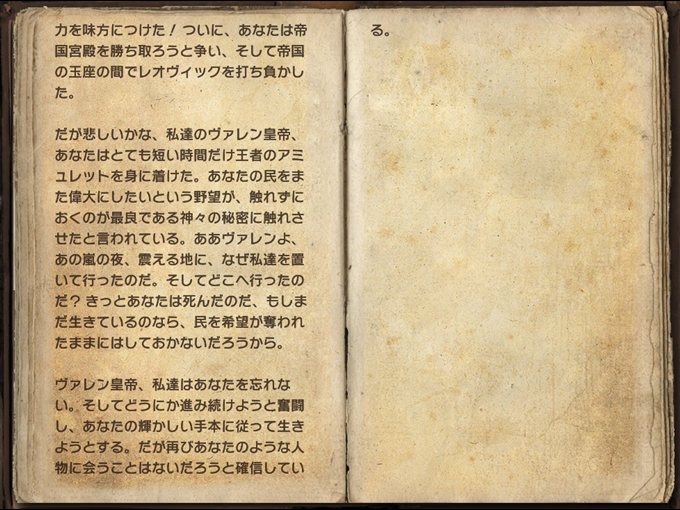 力を味方につけた! ついに、あなたは帝
国宮殿を勝ち取ろうと争い、そして帝国
の玉座の間でレオヴィックを打ち負かし
た。
だが悲しいかな、私達のヴァレン皇帝、
あなたはとても短い時間だけ王者のアミ
ュレットを身に着けた。あなたの民をま
た偉大にしたいという野望が、触れずに
おくのが最良である神々の秘密に触れさ
せたと言われている。ああヴァレンよ、
あの嵐の夜、震える地に、なぜ私達を置
いて行ったのだ。そしてどこへ行ったの
だ? きっとあなたは死んだのだ、もしま
だ生きているのなら、民を希望が奪われ
たままにはしておかないだろうから。
ヴァレン皇帝、私達はあなたを忘れな
い。そしてどうにか進み続けようと奮闘
し、あなたの輝かしい手本に従って生き
ようとする。だが再びあなたのような人
物に会うことはないだろうと確信してい
る。